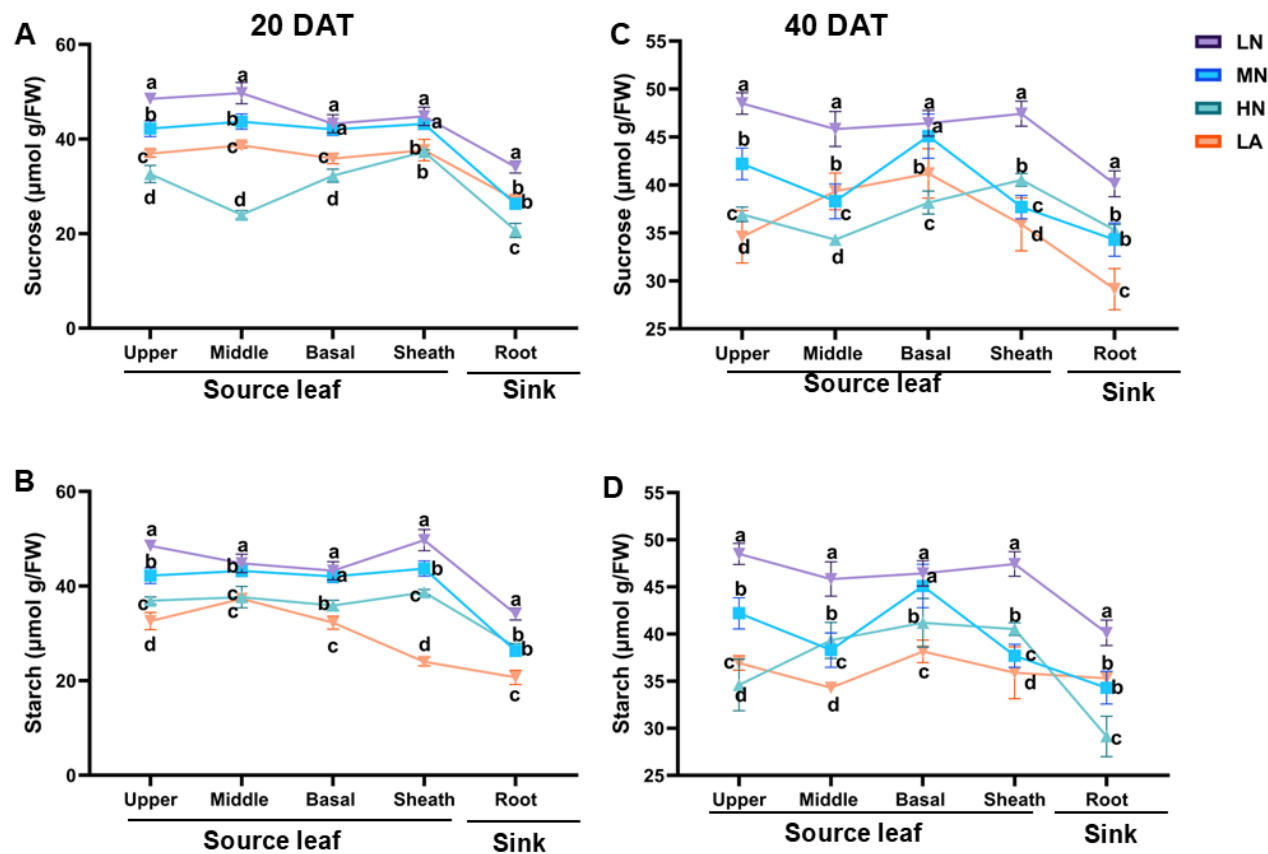 A
20 DAT
60
40
20
0
Sucrose (µmol g/FW)
a
b
c
d
a
b
c
d
a
a
c
d
a
a
b
b
a
b
b
c
Upper
Middle
Basal
Sheath
Root
Source leaf
Sink
C
40 DAT
55
50
45
40
35
30
25
Sucrose (µmol g/FW)
a
b
c
d
a
b
c
d
a
a
b
c
a
b
c
d
a
b
b
c
Upper
Middle
Basal
Sheath
Root
Source leaf
Sink
LN
MN
HN
LA
B
60
40
20
0
Starch (µmol g/FW)
a
b
c
d
a
b
c
c
a
a
b
c
a
b
c
d
a
b
b
c
Upper
Middle
Basal
Sheath
Root
Source leaf
Sink
D
55
50
45
40
35
30
25
Starch (µmol g/FW)
a
b
c
d
a
b
c
d
a
a
b
c
a
b
c
d
a
b
b
c
Upper
Middle
Basal
Sheath
Root
Source leaf
Sink